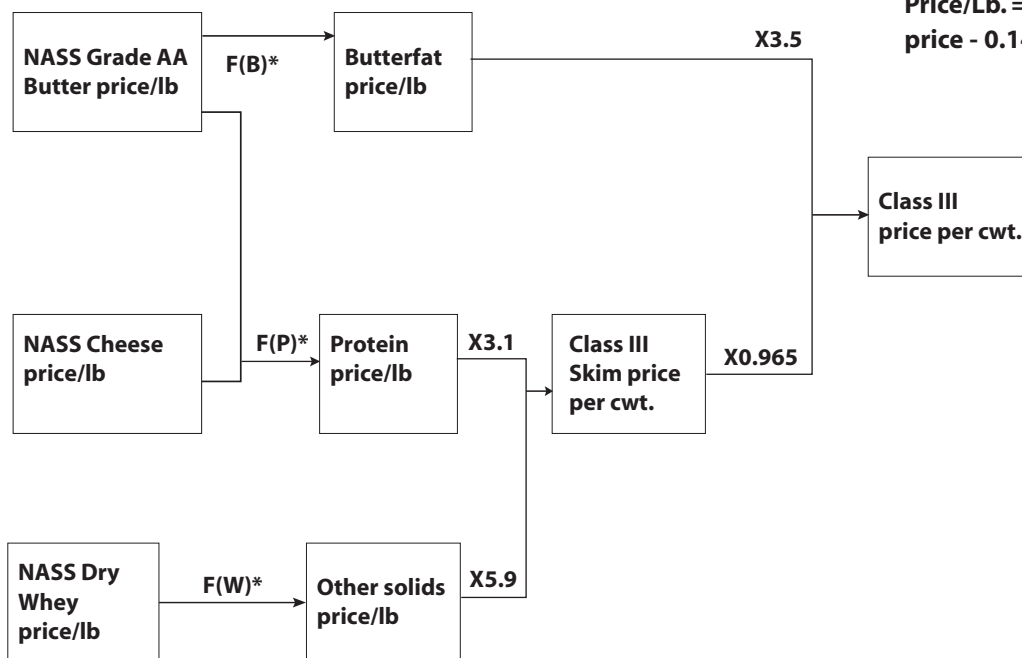 Price/Lb. =
price - 0.14
X3.5
NASS Grade AA
Butter price/lb
F(B)*
Butterfat
price/lb
Class III
price per cwt.
NASS Cheese
price/lb
F(P)*
Protein
price/lb
X3.1
Class III
Skim price
per cwt.
X0.965
NASS Dry
Whey
price/lb
F(W)*
Other solids
price/lb
X5.9